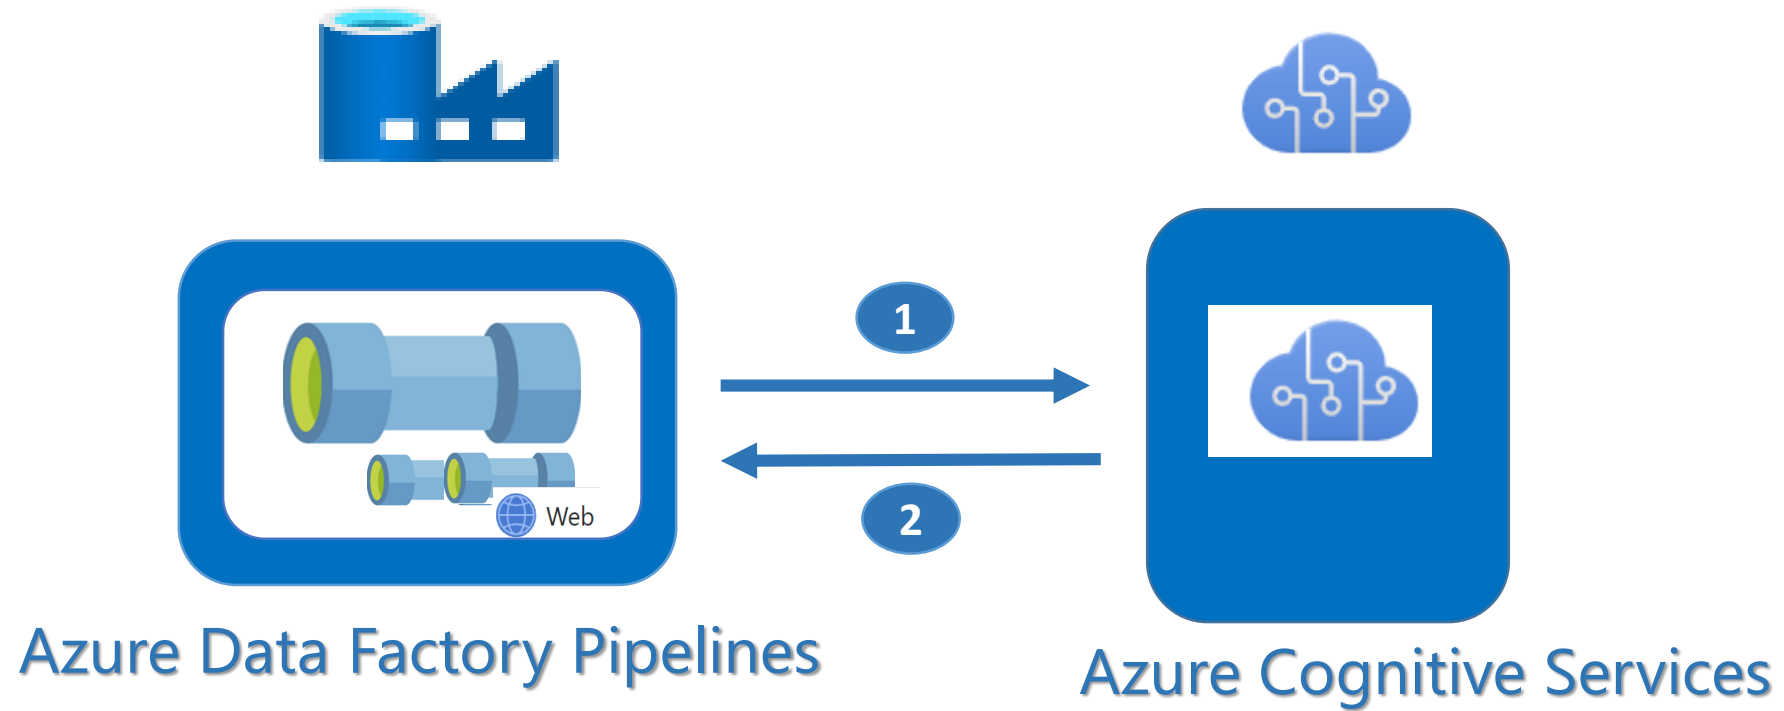 1
2
Web
Azure Data Factory Pipelines
Azure Cognitive Services